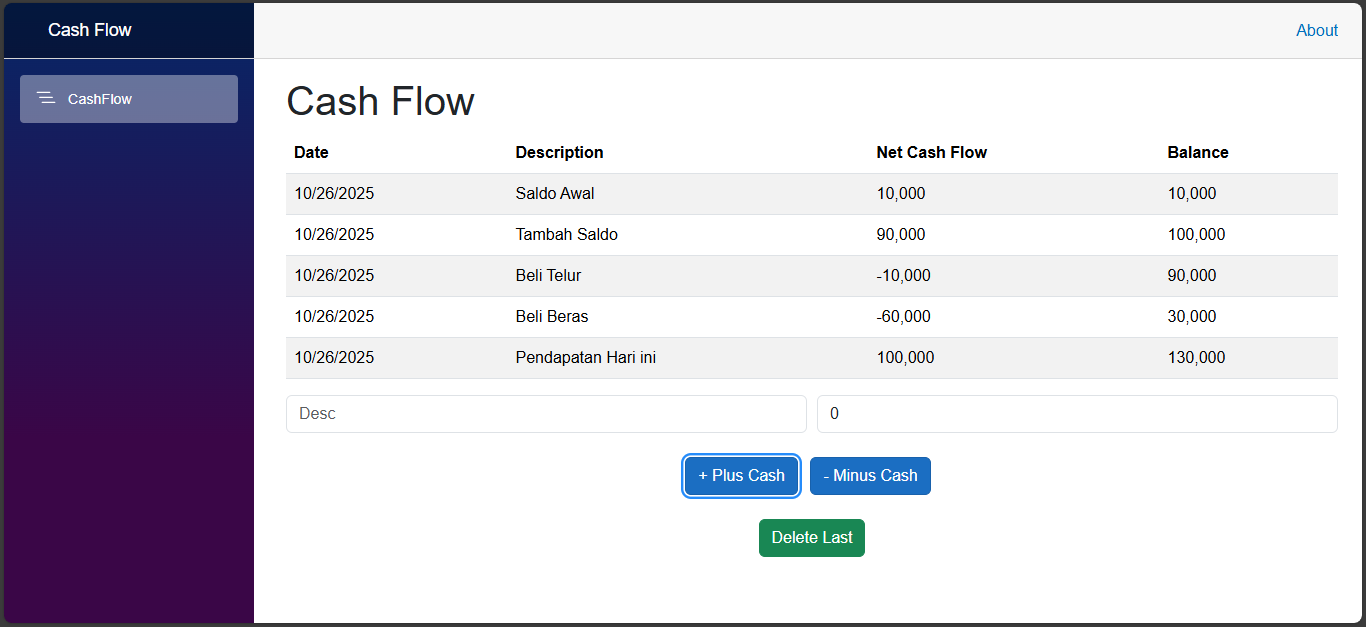 Cash Flow
About
CashFlow
Cash Flow
Date Description Net Cash Flow Balance
10/26/2025 Saldo Awal 10,000 10,000
10/26/2025 Tambah Saldo 90,000 100,000
10/26/2025 Beli Telur -10,000 90,000
10/26/2025 Beli Beras -60,000 30,000
10/26/2025 Pendapatan Hari ini 100,000 130,000
Desc 0
+ Plus Cash - Minus Cash
Delete Last